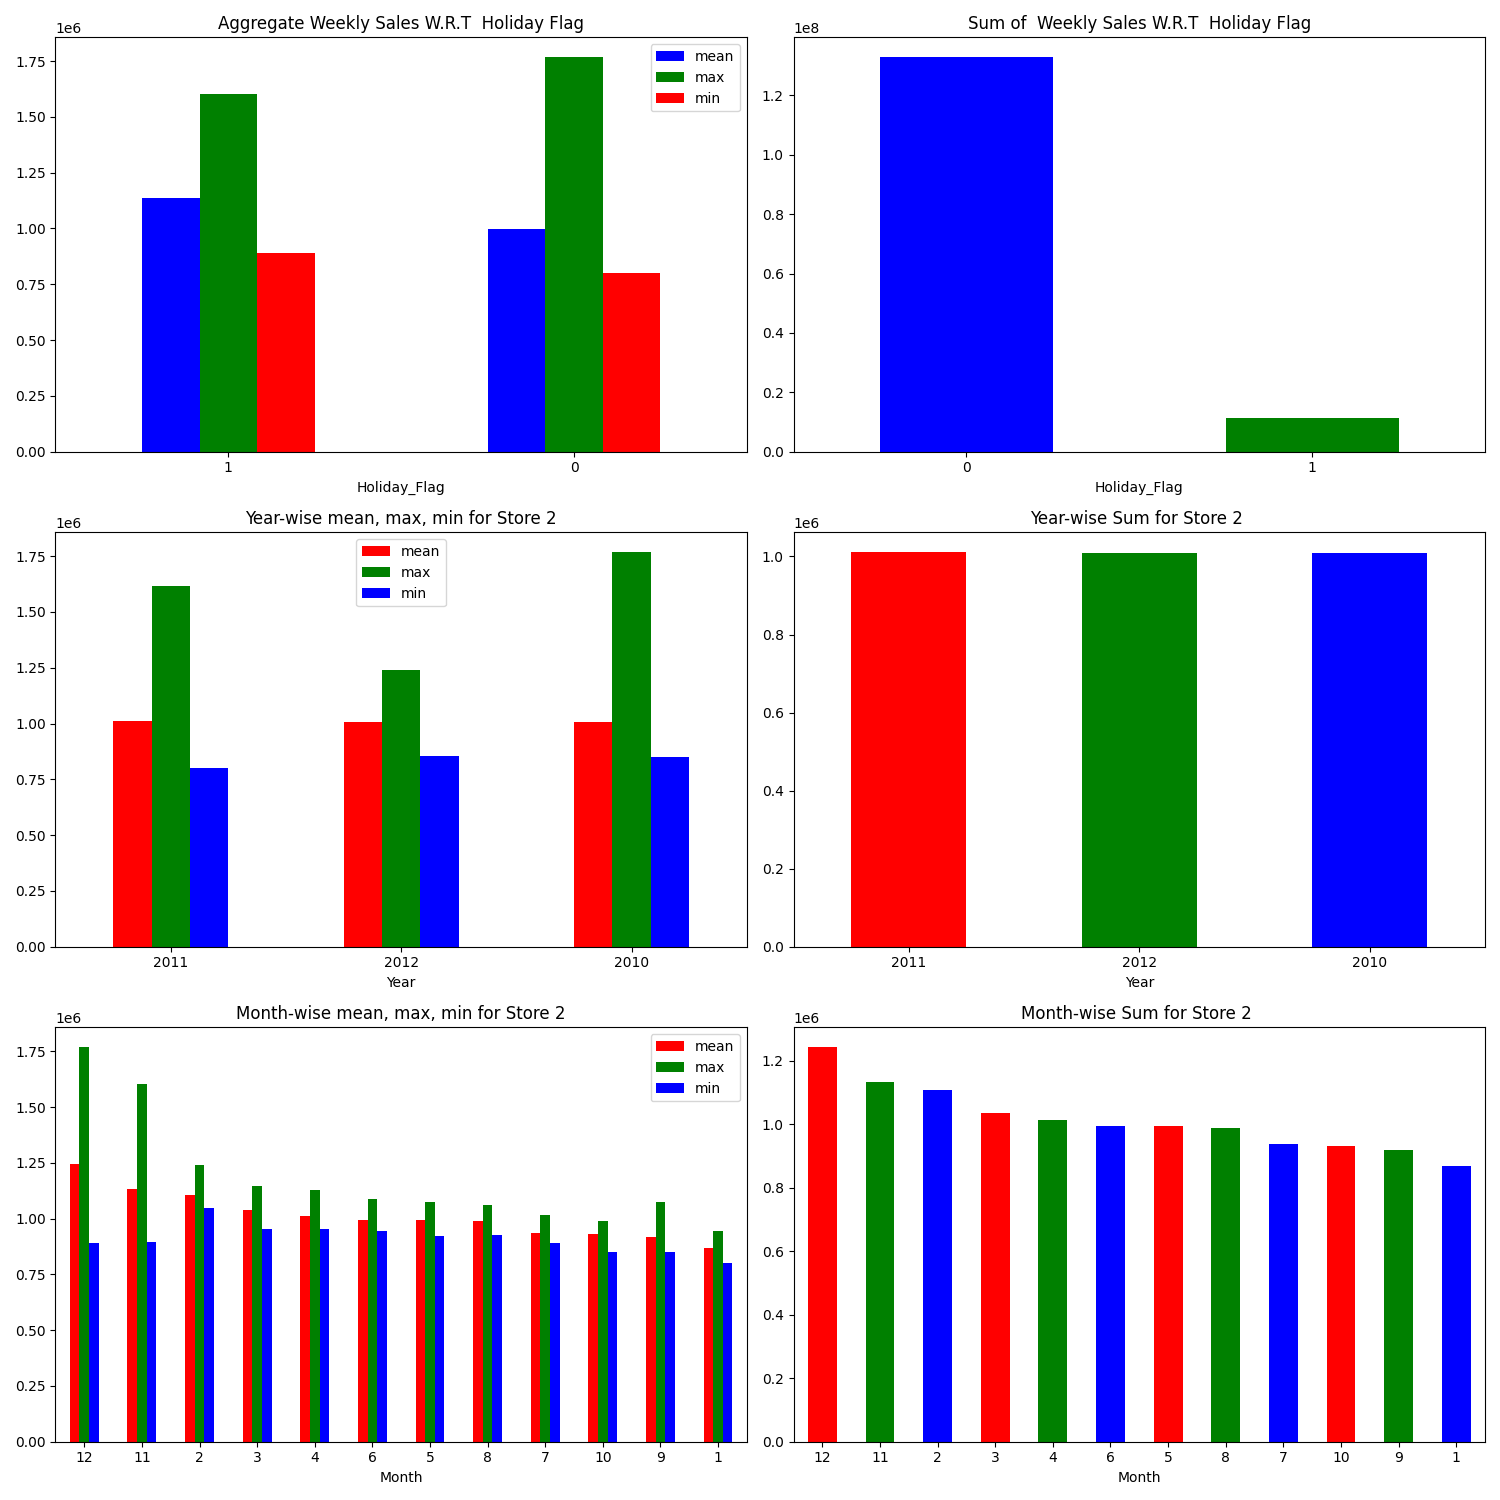 Aggregate Weekly Sales W.R.T  Holiday Flag
1e6
mean
max
min
1.75
1.50
1.25
1.00
0.75
0.50
0.25
0.00
1 0
Holiday_Flag
Sum of  Weekly Sales W.R.T  Holiday Flag
1e8
1.2
1.0
0.8
0.6
0.4
0.2
0.0
0 1
Holiday_Flag
Year-wise mean, max, min for Store 2
1e6
mean
max
min
1.75
1.50
1.25
1.00
0.75
0.50
0.25
0.00
2011 2012 2010
Year
Year-wise Sum for Store 2
1e6
1.0
0.8
0.6
0.4
0.2
0.0
2011 2012 2010
Year
Month-wise mean, max, min for Store 2
1e6
mean
max
min
1.75
1.50
1.25
1.00
0.75
0.50
0.25
0.00
12 11 2 3 4 6 5 8 7 10 9 1
Month
Month-wise Sum for Store 2
1e6
1.2
1.0
0.8
0.6
0.4
0.2
0.0
12 11 2 3 4 6 5 8 7 10 9 1
Month